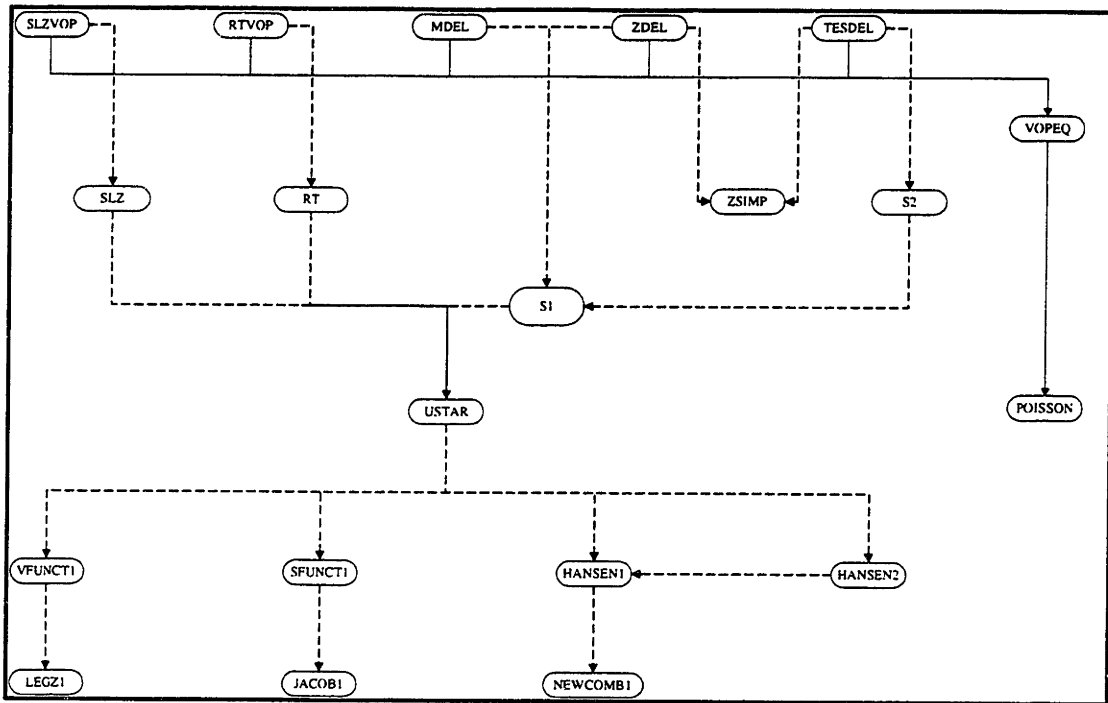 SLZVOP RTVOP MDEL ZDEL TESDEL
VOPEQ
SLZ RT ZSIMP S2
S1
USTAR POISSON
VFUNCT1 SFUNCT1 HANSEN1 HANSEN2
LEGZ1 JACOB1 NEWCOMB1